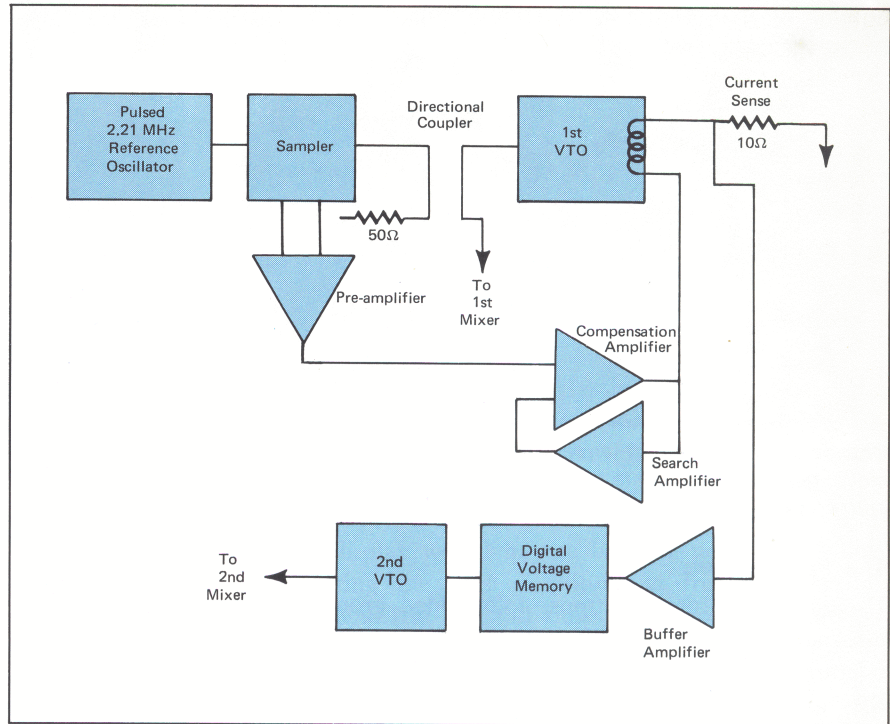 Pulsed
2.21 MHz
Reference
Oscillator
Sampler
Directional
Coupler
1st
VTO
Current
Sense
10Ω
50Ω
Pre-amplifier
To
1st
Mixer
Compensation
Amplifier
Search
Amplifier
To
2nd
Mixer
2nd
VTO
Digital
Voltage
Memory
Buffer
Amplifier